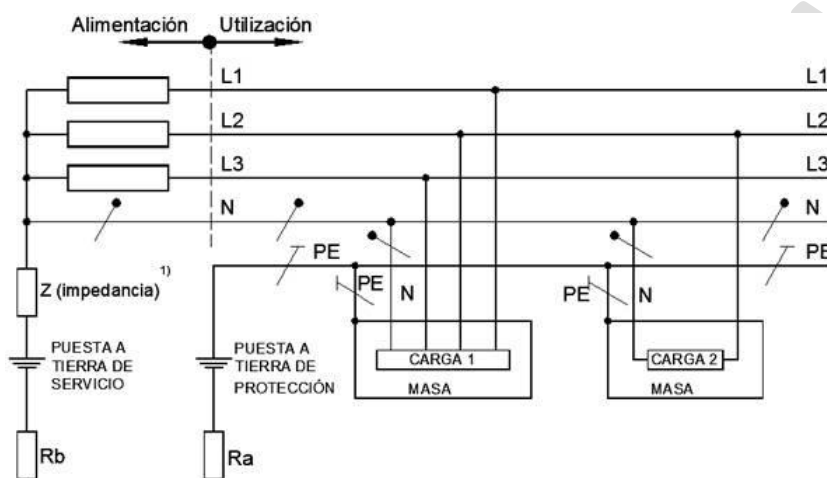 Alimentación Utilización
L1 L1
L2 L2
L3 L3
N N
PE PE
PE N PE N
Z (impedancia) 1)
PUESTA A
TIERRA DE
SERVICIO
PUESTA A
TIERRA DE
PROTECCIÓN
CARGA 1
MASA
CARGA 2
MASA
Rb
Ra